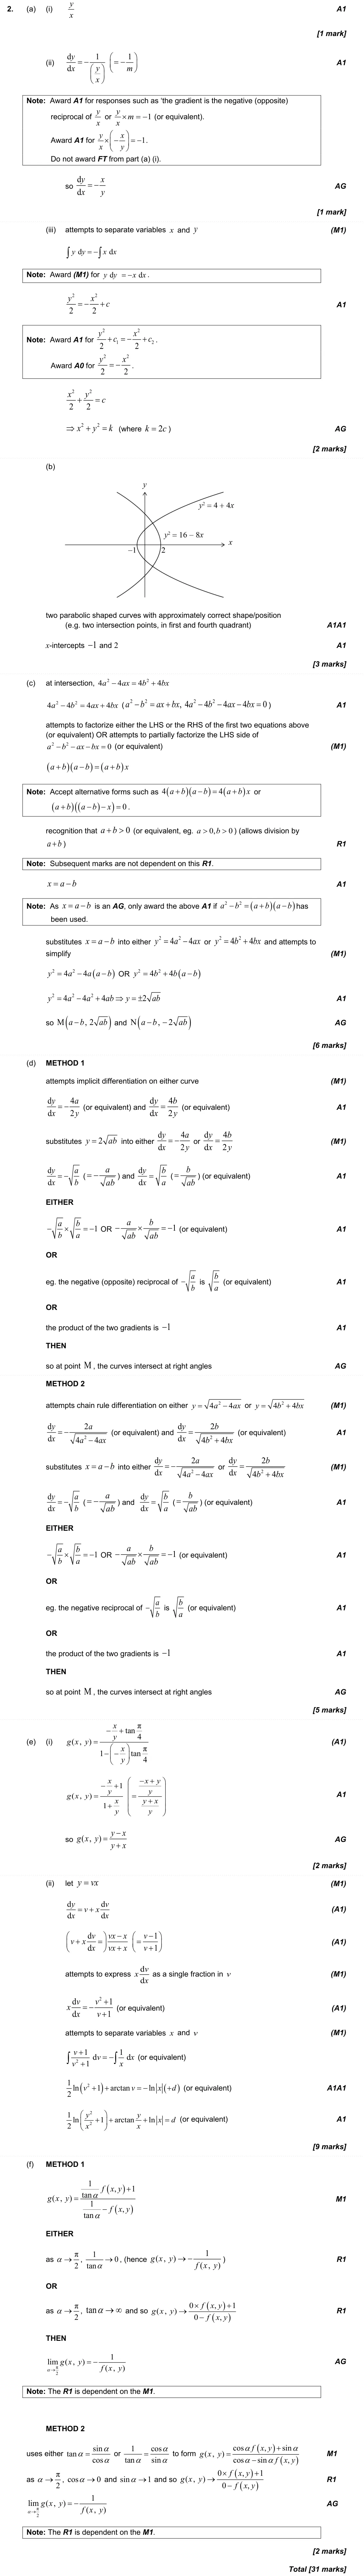 2. (a) (i) y/x A1
[1 mark]
(ii) dy/dx = −1/(y/x) (= −1/m) A1
Note: Award A1 for responses such as 'the gradient is the negative (opposite)
reciprocal of y/x or y/x × m = −1 (or equivalent).
Award A1 for y/x × (−x/y) = −1.
Do not award FT from part (a) (i).
so dy/dx = −x/y AG
[1 mark]
(iii) attempts to separate variables x and y (M1)
∫ y dy = −∫ x dx
Note: Award (M1) for y dy = −x dx.
y²/2 = −x²/2 + c A1
Note: Award A1 for y²/2 + c₁ = −x²/2 + c₂.
Award A0 for y²/2 = −x²/2.
x²/2 + y²/2 = c
⇒ x² + y² = k (where k = 2c) AG
[2 marks]
(b)
y
y² = 4 + 4x
y² = 16 − 8x
x
−1 2
two parabolic shaped curves with approximately correct shape/position
(e.g. two intersection points, in first and fourth quadrant) A1A1
x-intercepts −1 and 2 A1
[3 marks]
(c) at intersection, 4a² − 4ax = 4b² + 4bx
4a² − 4b² = 4ax + 4bx (a² − b² = ax + bx, 4a² − 4b² − 4ax − 4bx = 0) A1
attempts to factorize either the LHS or the RHS of the first two equations above
(or equivalent) OR attempts to partially factorize the LHS side of
a² − b² − ax − bx = 0 (or equivalent) (M1)
(a + b)(a − b) = (a + b)x
Note: Accept alternative forms such as 4(a + b)(a − b) = 4(a + b)x or
(a + b)((a − b) − x) = 0.
recognition that a + b > 0 (or equivalent, eg. a > 0, b > 0) (allows division by
a + b) R1
Note: Subsequent marks are not dependent on this R1.
x = a − b A1
Note: As x = a − b is an AG, only award the above A1 if a² − b² = (a + b)(a − b) has
been used.
substitutes x = a − b into either y² = 4a² − 4ax or y² = 4b² + 4bx and attempts to
simplify (M1)
y² = 4a² − 4a(a − b) OR y² = 4b² + 4b(a − b)
y² = 4a² − 4a² + 4ab ⇒ y = ±2√ab A1
so M(a − b, 2√ab) and N(a − b, −2√ab) AG
[6 marks]
(d) METHOD 1
attempts implicit differentiation on either curve (M1)
dy/dx = −4a/2y (or equivalent) and dy/dx = 4b/2y (or equivalent) A1
substitutes y = 2√ab into either dy/dx = −4a/2y or dy/dx = 4b/2y (M1)
dy/dx = −√(a/b) (= −a/√ab) and dy/dx = √(b/a) (= b/√ab) (or equivalent) A1
EITHER
−√(a/b) × √(b/a) = −1 OR −a/√ab × b/√ab = −1 (or equivalent) A1
OR
eg. the negative (opposite) reciprocal of −√(a/b) is √(b/a) (or equivalent) A1
OR
the product of the two gradients is −1 A1
THEN
so at point M, the curves intersect at right angles AG
METHOD 2
attempts chain rule differentiation on either y = √(4a² − 4ax) or y = √(4b² + 4bx) (M1)
dy/dx = −2a/√(4a² − 4ax) (or equivalent) and dy/dx = 2b/√(4b² + 4bx) (or equivalent) A1
substitutes x = a − b into either dy/dx = −2a/√(4a² − 4ax) or dy/dx = 2b/√(4b² + 4bx) (M1)
dy/dx = −√(a/b) (= −a/√ab) and dy/dx = √(b/a) (= b/√ab) (or equivalent) A1
EITHER
−√(a/b) × √(b/a) = −1 OR −a/√ab × b/√ab = −1 (or equivalent) A1
OR
eg. the negative reciprocal of −√(a/b) is √(b/a) (or equivalent) A1
OR
the product of the two gradients is −1 A1
THEN
so at point M, the curves intersect at right angles AG
[5 marks]
(e) (i) g(x, y) = (−x/y + tan π/4)/(1 − (−x/y) tan π/4) (A1)
g(x, y) = (−x/y + 1)/(1 + x/y) (= ((−x + y)/y)/((y + x)/y)) A1
so g(x, y) = (y − x)/(y + x) AG
[2 marks]
(ii) let y = vx (M1)
dy/dx = v + x dv/dx (A1)
(v + x dv/dx =) (vx − x)/(vx + x) (= (v − 1)/(v + 1)) (A1)
attempts to express x dv/dx as a single fraction in v (M1)
x dv/dx = −(v² + 1)/(v + 1) (or equivalent) (A1)
attempts to separate variables x and v (M1)
∫ (v + 1)/(v² + 1) dv = −∫ 1/x dx (or equivalent)
1/2 ln(v² + 1) + arctan v = −ln|x| (+d) (or equivalent) A1A1
1/2 ln(y²/x² + 1) + arctan y/x + ln|x| = d (or equivalent) A1
[9 marks]
(f) METHOD 1
g(x, y) = (1/tan α f(x, y) + 1)/(1/tan α − f(x, y)) M1
EITHER
as α → π/2, 1/tan α → 0, (hence g(x, y) → −1/f(x, y)) R1
OR
as α → π/2, tan α → ∞ and so g(x, y) → (0 × f(x, y) + 1)/(0 − f(x, y)) R1
THEN
lim α→π/2 g(x, y) = −1/f(x, y) AG
Note: The R1 is dependent on the M1.
METHOD 2
uses either tan α = sin α/cos α or 1/tan α = cos α/sin α to form g(x, y) = (cos α f(x, y) + sin α)/(cos α − sin α f(x, y)) M1
as α → π/2, cos α → 0 and sin α → 1 and so g(x, y) → (0 × f(x, y) + 1)/(0 − f(x, y)) R1
lim α→π/2 g(x, y) = −1/f(x, y) AG
Note: The R1 is dependent on the M1.
[2 marks]
Total [31 marks]